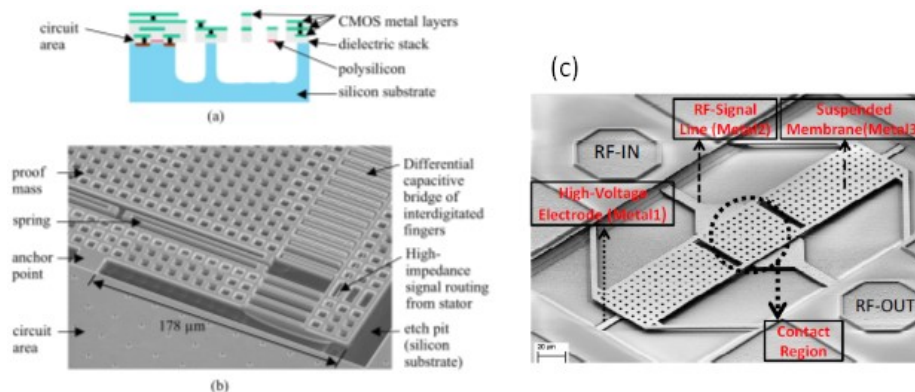 circuit
area
CMOS metal layers
dielectric stack
polysilicon
silicon substrate
(a)
proof
mass
spring
anchor
point
circuit
area
178 μm
Differential
capacitive
bridge of
interdigitated
fingers
High-
impedance
signal routing
from stator
etch pit
(silicon
substrate)
(b)
(c)
RF-Signal
Line (Metal2)
Suspended
Membrane(Metal3
RF-IN
High-Voltage
Electrode (Metal1)
RF-OUT
Contact
Region
20 μm